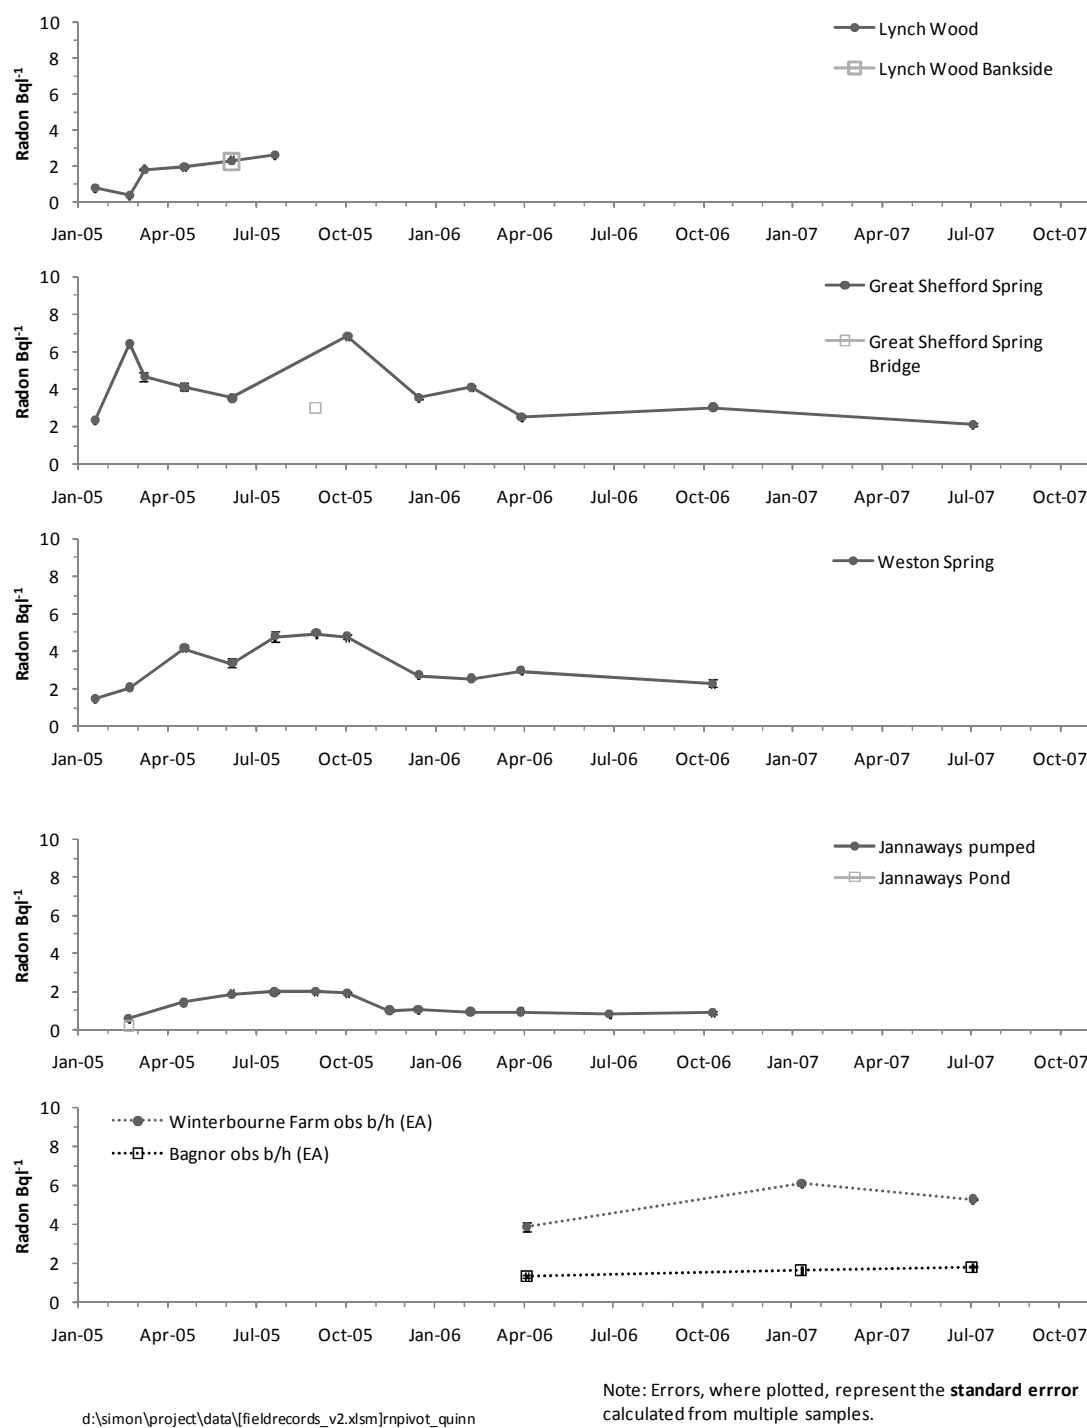 Radon Bql-1
10
8
6
4
2
0
Lynch Wood
Lynch Wood Bankside
Jan-05 Apr-05 Jul-05 Oct-05 Jan-06 Apr-06 Jul-06 Oct-06 Jan-07 Apr-07 Jul-07 Oct-07
Radon Bql-1
10
8
6
4
2
0
Great Shefford Spring
Great Shefford Spring
Bridge
Jan-05 Apr-05 Jul-05 Oct-05 Jan-06 Apr-06 Jul-06 Oct-06 Jan-07 Apr-07 Jul-07 Oct-07
Radon Bql-1
10
8
6
4
2
0
Weston Spring
Jan-05 Apr-05 Jul-05 Oct-05 Jan-06 Apr-06 Jul-06 Oct-06 Jan-07 Apr-07 Jul-07 Oct-07
Radon Bql-1
10
8
6
4
2
0
Jannaways pumped
Jannaways Pond
Jan-05 Apr-05 Jul-05 Oct-05 Jan-06 Apr-06 Jul-06 Oct-06 Jan-07 Apr-07 Jul-07 Oct-07
Radon Bql-1
10
8
6
4
2
0
Winterbourne Farm obs b/h (EA)
Bagnor obs b/h (EA)
Jan-05 Apr-05 Jul-05 Oct-05 Jan-06 Apr-06 Jul-06 Oct-06 Jan-07 Apr-07 Jul-07 Oct-07
Note: Errors, where plotted, represent the standard errror
calculated from multiple samples.
d:\simon\project\data\[fieldrecords_v2.xlsm]rnpivot_quinn